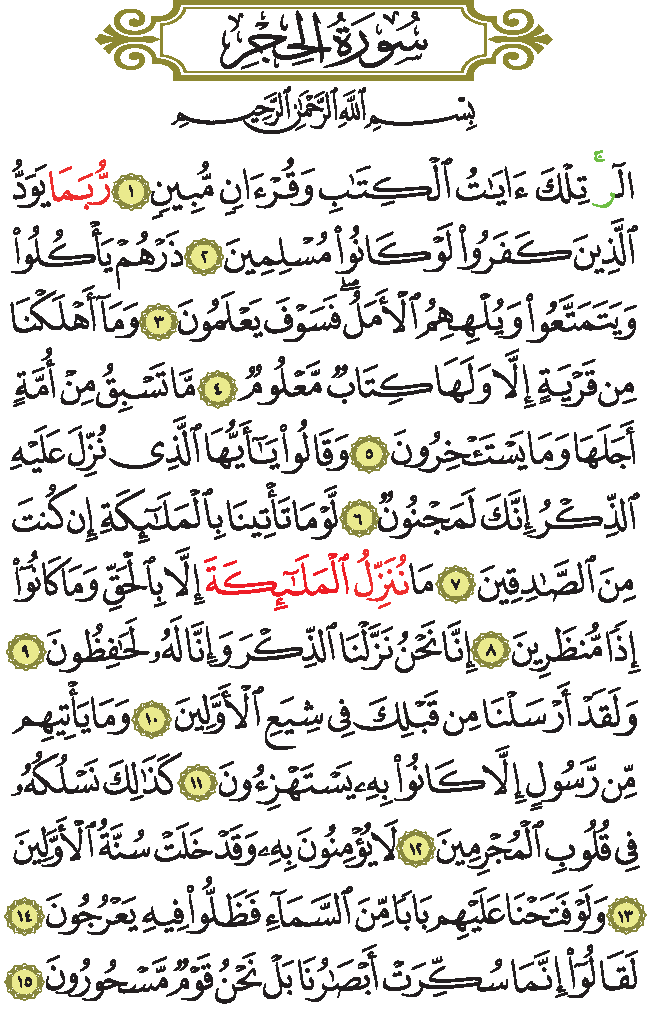 سُورَةُ الحِجْرِ
بِسْمِ ٱللَّهِ ٱلرَّحْمَٰنِ ٱلرَّحِيمِ
الٓر ۚ تِلْكَ ءَايَٰتُ ٱلْكِتَٰبِ وَقُرْءَانٍ مُّبِينٍ ١ رُّبَمَا يَوَدُّ
ٱلَّذِينَ كَفَرُوا۟ لَوْ كَانُوا۟ مُسْلِمِينَ ٢ ذَرْهُمْ يَأْكُلُوا۟
وَيَتَمَتَّعُوا۟ وَيُلْهِهِمُ ٱلْأَمَلُ ۖ فَسَوْفَ يَعْلَمُونَ ٣ وَمَآ أَهْلَكْنَا
مِن قَرْيَةٍ إِلَّا وَلَهَا كِتَابٌ مَّعْلُومٌ ٤ مَّا تَسْبِقُ مِنْ أُمَّةٍ
أَجَلَهَا وَمَا يَسْتَـْٔخِرُونَ ٥ وَقَالُوا۟ يَٰٓأَيُّهَا ٱلَّذِى نُزِّلَ عَلَيْهِ
ٱلذِّكْرُ إِنَّكَ لَمَجْنُونٌ ٦ لَّوْ مَا تَأْتِينَا بِٱلْمَلَٰٓئِكَةِ إِن كُنتَ
مِنَ ٱلصَّٰدِقِينَ ٧ مَا نُنَزِّلُ ٱلْمَلَٰٓئِكَةَ إِلَّا بِٱلْحَقِّ وَمَا كَانُوٓا۟
إِذًا مُّنظَرِينَ ٨ إِنَّا نَحْنُ نَزَّلْنَا ٱلذِّكْرَ وَإِنَّا لَهُۥ لَحَٰفِظُونَ ٩
وَلَقَدْ أَرْسَلْنَا مِن قَبْلِكَ فِى شِيَعِ ٱلْأَوَّلِينَ ١٠ وَمَا يَأْتِيهِم
مِّن رَّسُولٍ إِلَّا كَانُوا۟ بِهِۦ يَسْتَهْزِءُونَ ١١ كَذَٰلِكَ نَسْلُكُهُۥ
فِى قُلُوبِ ٱلْمُجْرِمِينَ ١٢ لَا يُؤْمِنُونَ بِهِۦ وَقَدْ خَلَتْ سُنَّةُ ٱلْأَوَّلِينَ
١٣ وَلَوْ فَتَحْنَا عَلَيْهِم بَابًا مِّنَ ٱلسَّمَآءِ فَظَلُّوا۟ فِيهِ يَعْرُجُونَ ١٤
لَقَالُوٓا۟ إِنَّمَا سُكِّرَتْ أَبْصَٰرُنَا بَلْ نَحْنُ قَوْمٌ مَّسْحُورُونَ ١٥